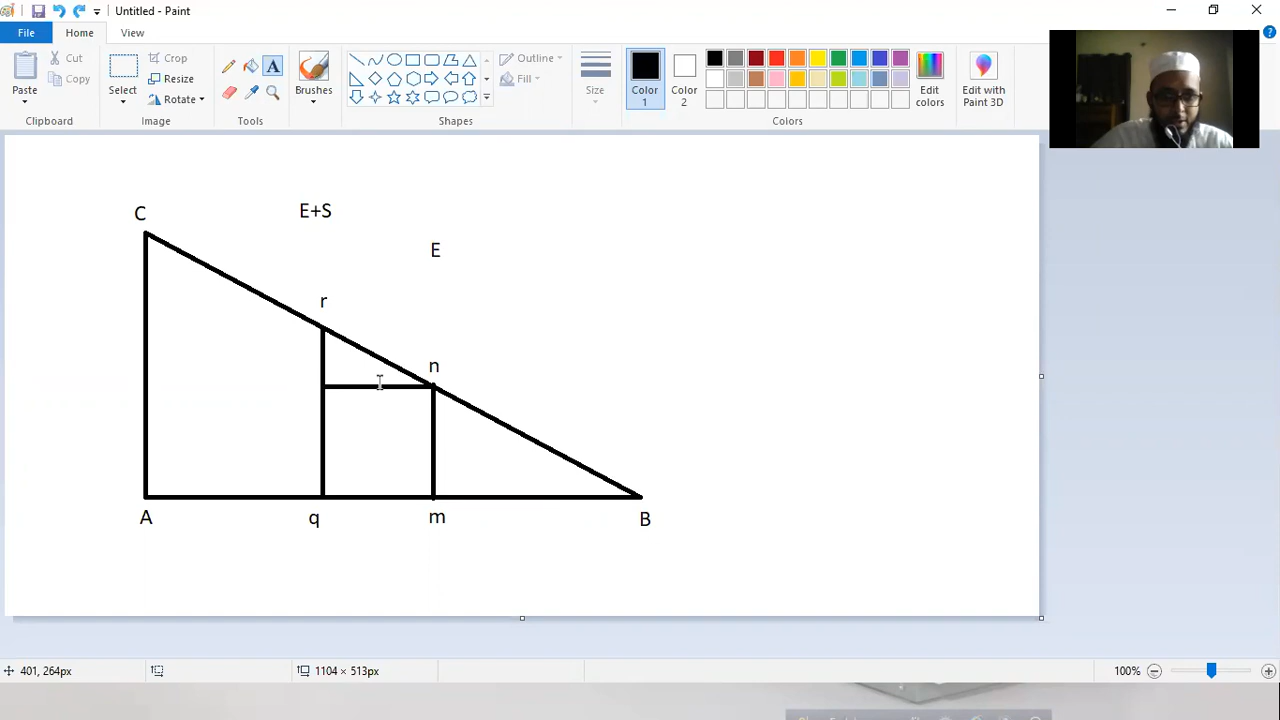 Untitled - Paint
File Home View
Paste
Cut
Copy
Clipboard
Select
Crop
Resize
Rotate
Image
A
Tools
Brushes
Outline
Fill
Shapes
Size
Color 1
Color 2
Edit colors
Colors
Edit with Paint 3D
C
E+S
E
r
n
A q m B
401, 264px
1104 × 513px
100%